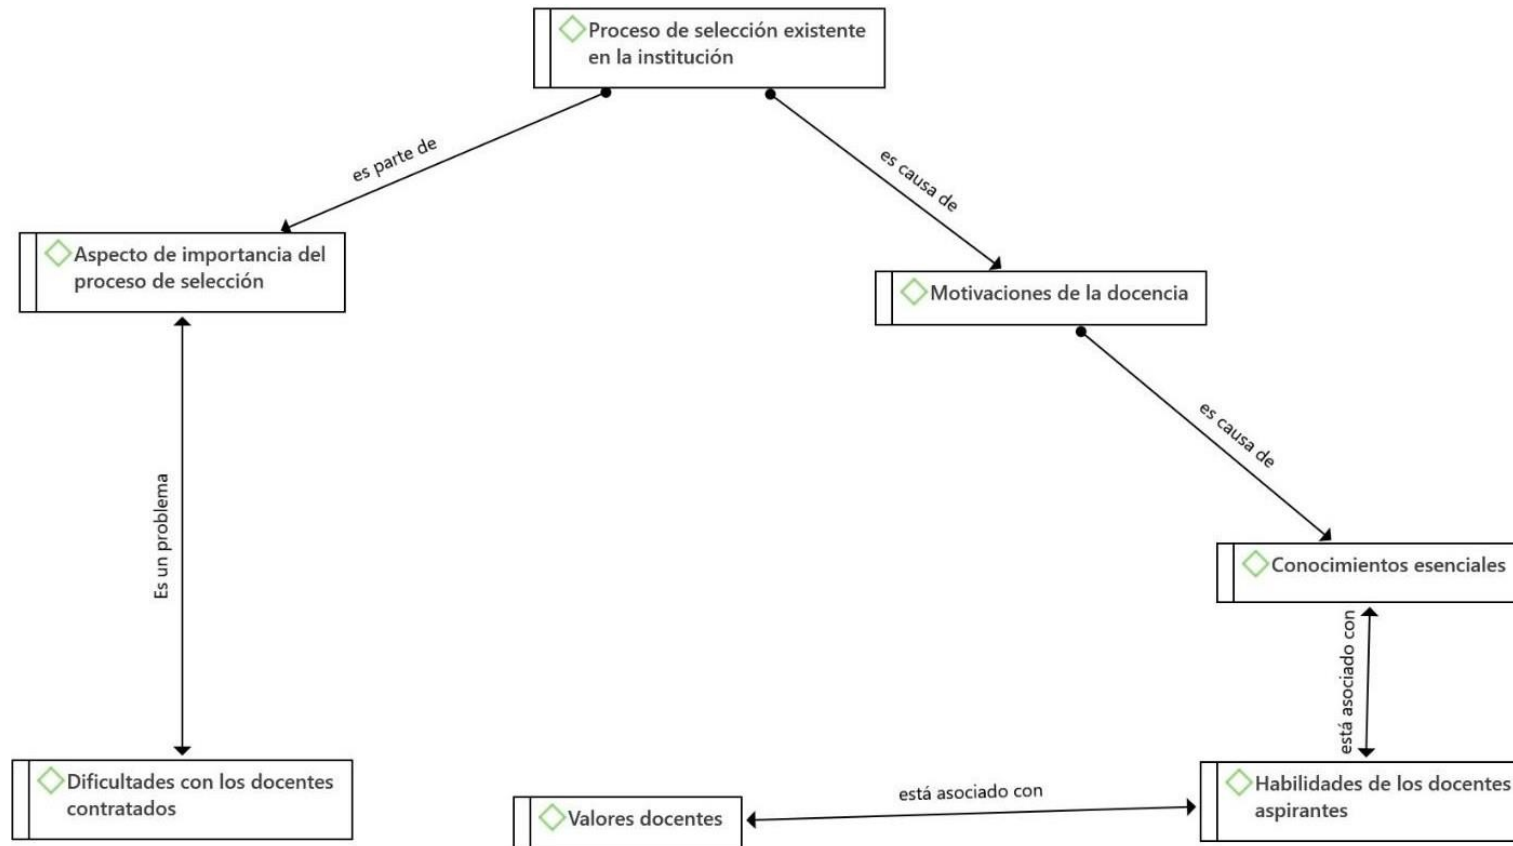 Proceso de selección existente
en la institución
es parte de
es causa de
Aspecto de importancia del
proceso de selección
Motivaciones de la docencia
es causa de
Es un problema
Conocimientos esenciales
está asociado con
Dificultades con los docentes
contratados
está asociado con
Valores docentes
Habilidades de los docentes
aspirantes